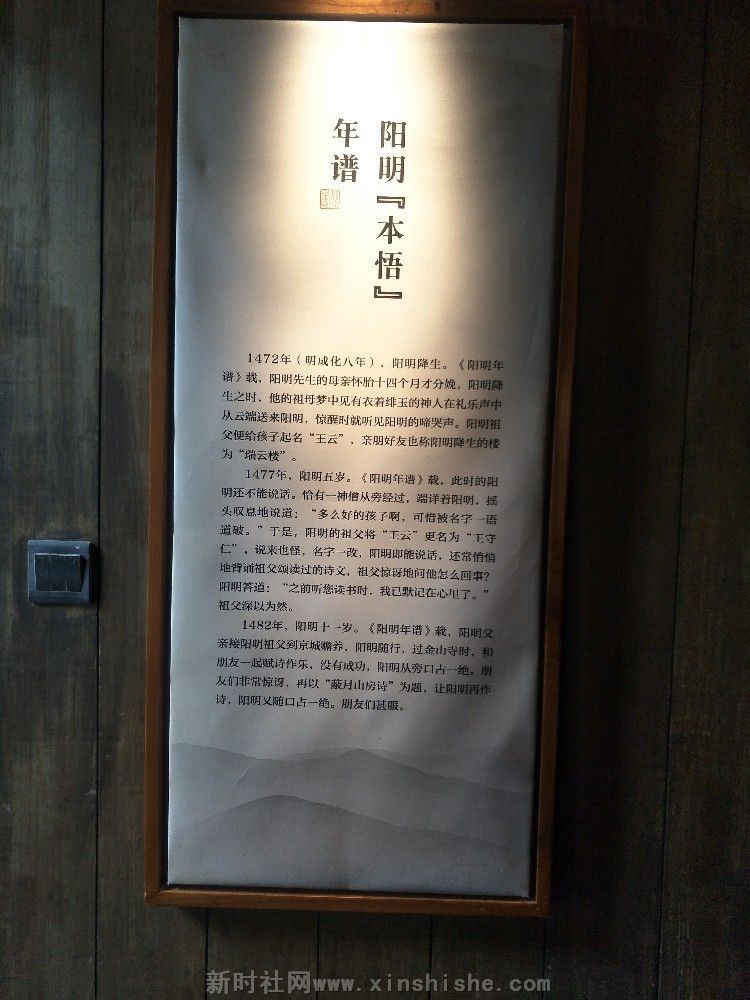 阳明『本悟』
年谱
1472年（明成化八年），阳明降生。《阳明年
谱》载，阳明先生的母亲怀胎十四个月才分娩，阳明降
生之时，他的祖母梦中见有衣着绯玉的神人在礼乐声中
从云端送来阳明，惊醒时就听见阳明的啼哭声。阳明祖
父便给孩子起名“王云”，亲朋好友也称阳明降生的楼
为“瑞云楼”。
1477年，阳明五岁。《阳明年谱》载，此时的阳
明还不能说话。恰有一神僧从旁经过，端详着阳明，摇
头叹息地说道：“多么好的孩子啊，可惜被名字一语
道破。”于是，阳明的祖父将“王云”更名为“王守
仁”，说来也怪，名字一改，阳明即能说话，还常悄悄
地背诵祖父颂读过的诗文，祖父惊讶地问他怎么回事？
阳明答道：“之前听您读书时，我已默记在心里了。”
祖父深以为然。
1482年，阳明十一岁。《阳明年谱》载，阳明父
亲接阳明祖父到京城赡养，阳明随行，过金山寺时，和
朋友一起赋诗作乐，没有成功，阳明从旁口占一绝。朋
友们非常惊讶，再以“蔽月山房诗”为题，让阳明再作
诗，阳明又随口占一绝。朋友们甚服。
新时社网www.xinshishe.com